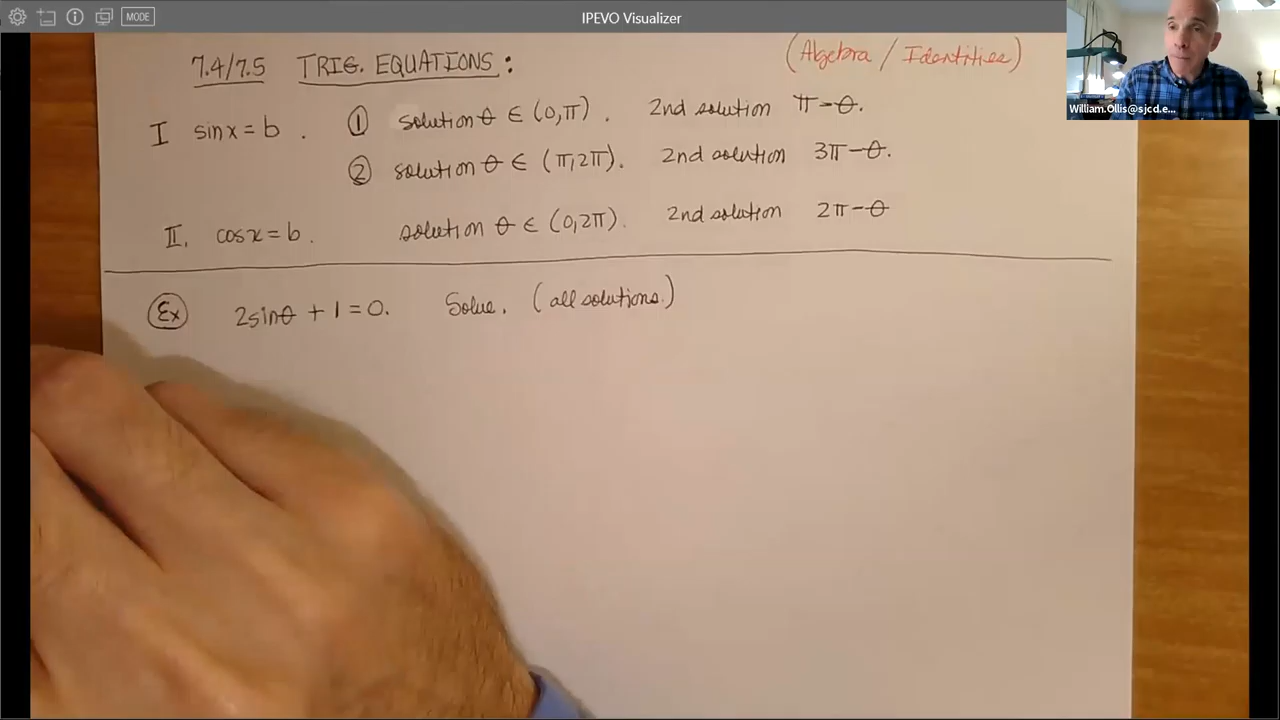 MODE
IPEVO Visualizer
William.Ollis@sjcd.e...
7.4/7.5 TRIG. EQUATIONS: (Algebra / Identities)
I sinx = b. ① solution θ ∈ (0,π). 2nd solution π-θ.
② solution θ ∈ (π,2π). 2nd solution 3π-θ.
II. cosx = b. solution θ ∈ (0,2π). 2nd solution 2π-θ
Ex 2sinθ + 1 = 0. Solve. (all solutions.)